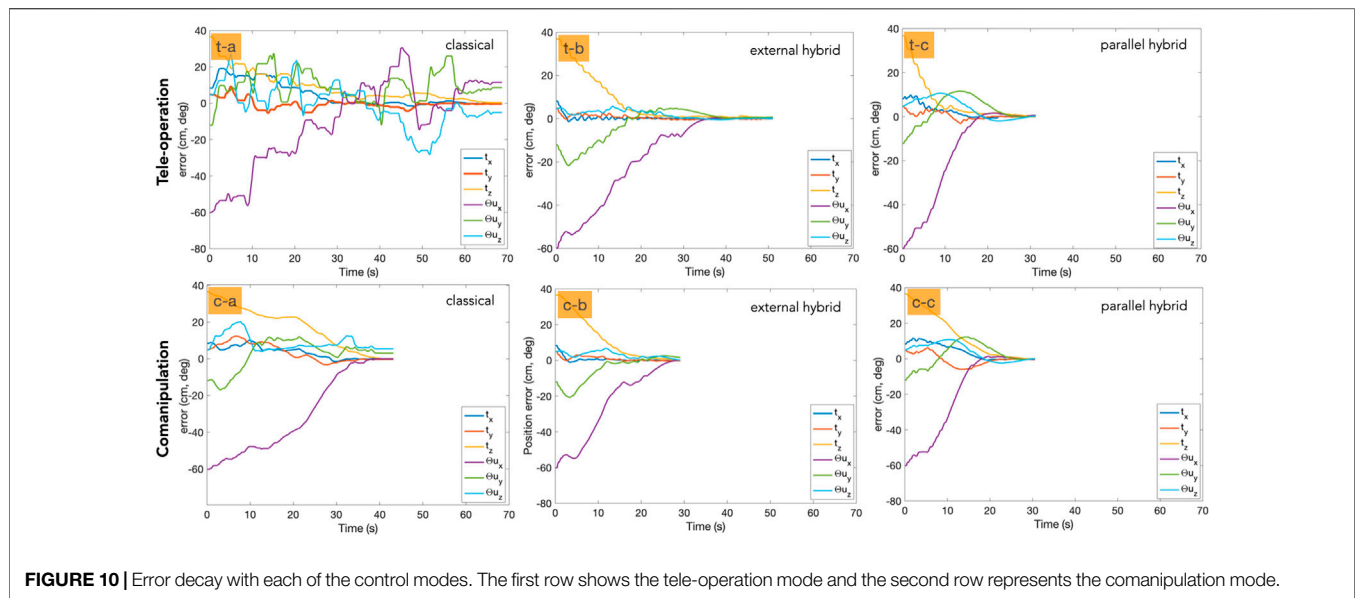 Tele-operation
t-a
classical
error (cm, deg)
40
20
0
-20
-40
-60
-80
0 10 20 30 40 50 60 70
Time (s)
tx
ty
tz
Θux
Θuy
Θuz
t-b
external hybrid
error (cm, deg)
40
20
0
-20
-40
-60
0 10 20 30 40 50 60 70
Time (s)
tx
ty
tz
Θux
Θuy
Θuz
t-c
parallel hybrid
error (cm, deg)
40
20
0
-20
-40
-60
0 10 20 30 40 50 60 70
Time (s)
tx
ty
tz
Θux
Θuy
Θuz
Comanipulation
c-a
classical
error (cm, deg)
40
20
0
-20
-40
-60
0 10 20 30 40 50 60 70
Time (s)
tx
ty
tz
Θux
Θuy
Θuz
c-b
external hybrid
Position error (cm, deg)
40
20
0
-20
-40
-60
-80
0 10 20 30 40 50 60 70
Time (s)
tx
ty
tz
Θux
Θuy
Θuz
c-c
parallel hybrid
error (cm, deg)
40
20
0
-20
-40
-60
-80
0 10 20 30 40 50 60 70
Time (s)
tx
ty
tz
Θux
Θuy
Θuz
FIGURE 10 | Error decay with each of the control modes. The first row shows the tele-operation mode and the second row represents the comanipulation mode.